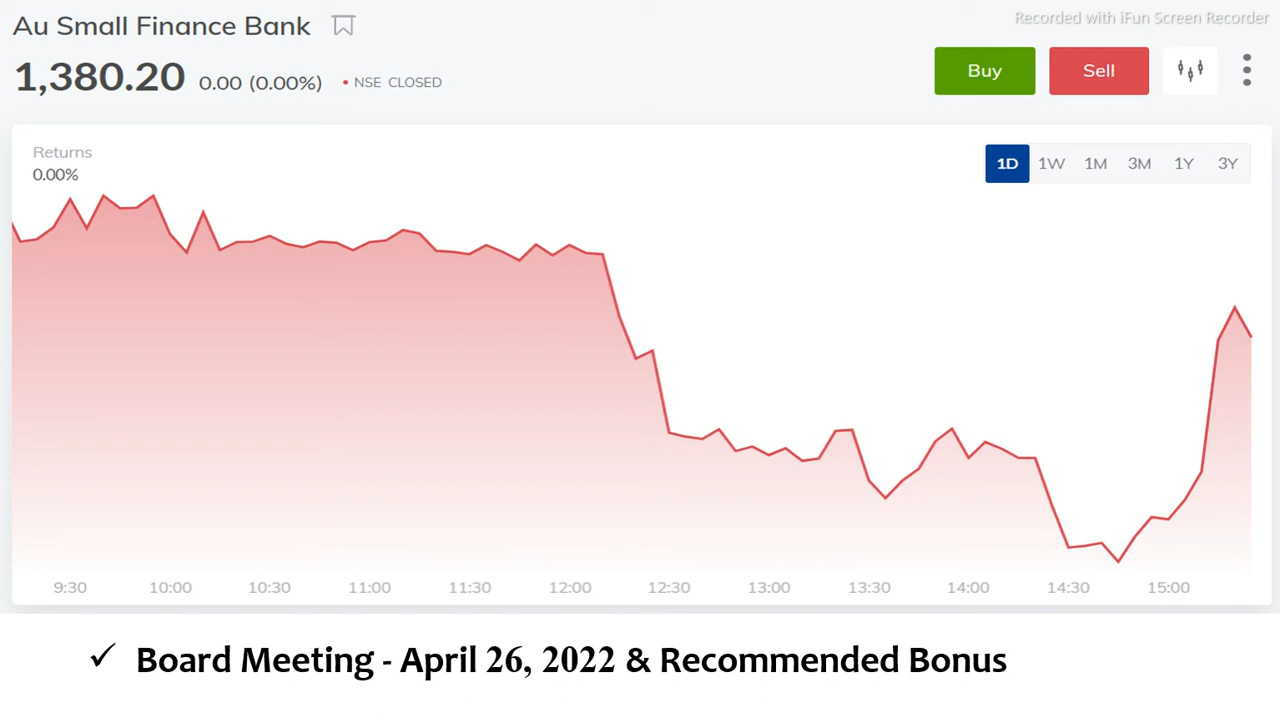 Au Small Finance Bank
Recorded with iFun Screen Recorder
1,380.20 0.00 (0.00%) • NSE CLOSED
Buy Sell
Returns
0.00%
1D 1W 1M 3M 1Y 3Y
9:30 10:00 10:30 11:00 11:30 12:00 12:30 13:00 13:30 14:00 14:30 15:00
✓ Board Meeting - April 26, 2022 & Recommended Bonus